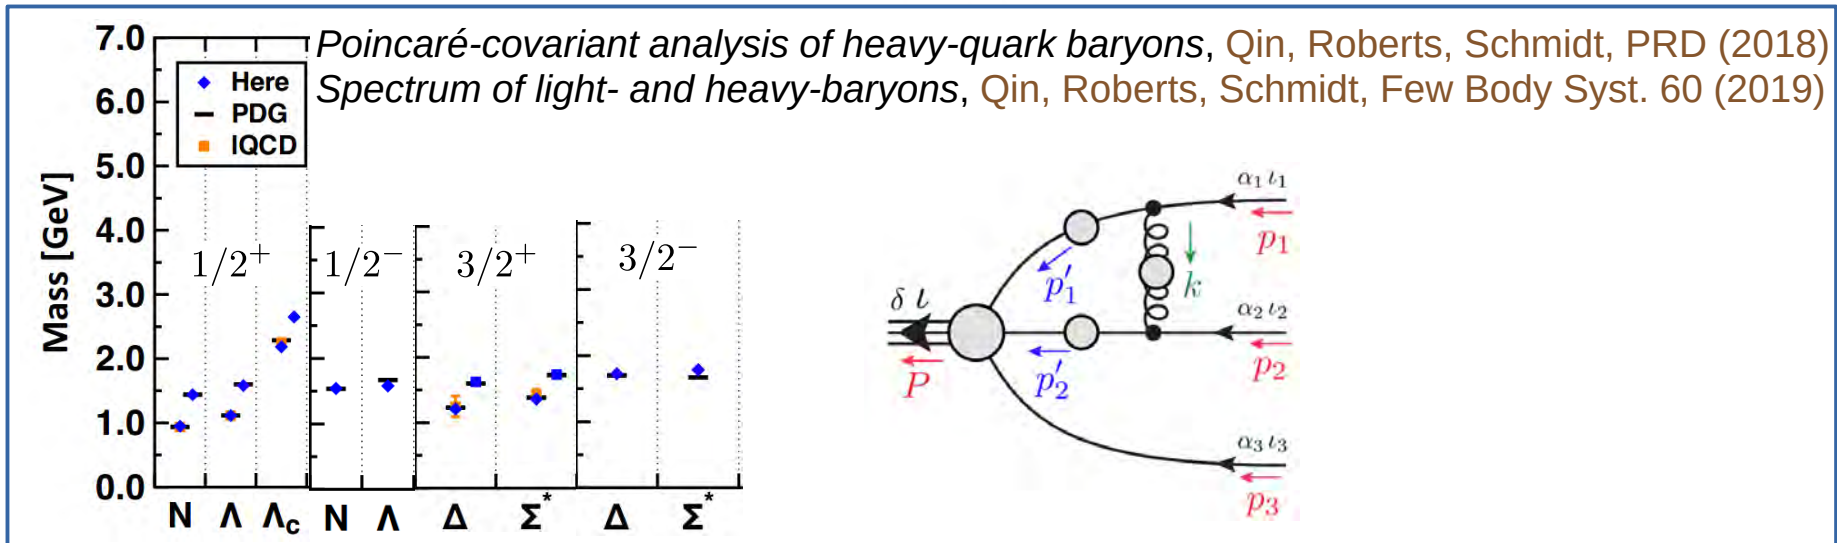 Poincaré-covariant analysis of heavy-quark baryons, Qin, Roberts, Schmidt, PRD (2018)
Spectrum of light- and heavy-baryons, Qin, Roberts, Schmidt, Few Body Syst. 60 (2019)
Here
PDG
lQCD
Mass [GeV]
7.0
6.0
5.0
4.0
3.0
2.0
1.0
0.0
1/2⁺ 1/2⁻ 3/2⁺ 3/2⁻
N Λ Λc N Λ Δ Σ* Δ Σ*
α₁ ι₁
p₁
p′₁
k
δ ι
α₂ ι₂
P
p′₂
p₂
α₃ ι₃
p₃